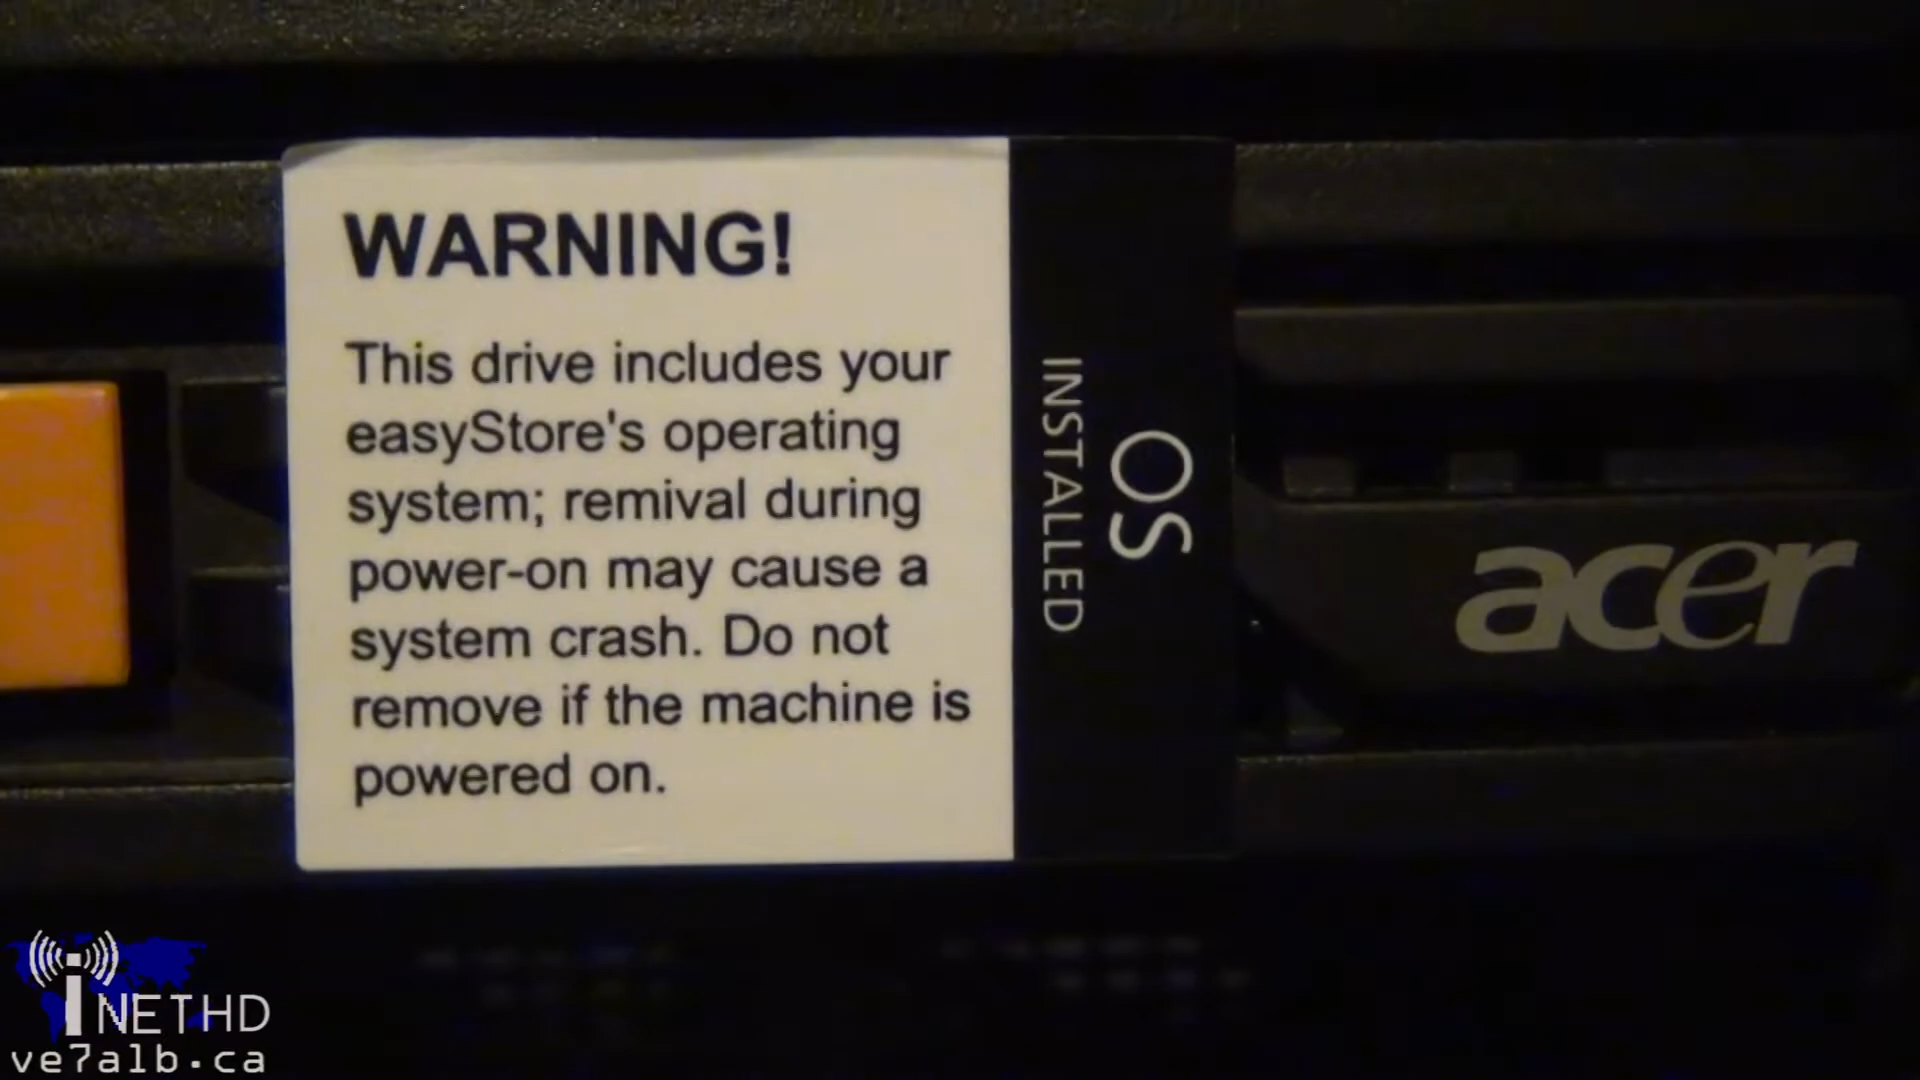 WARNING!
This drive includes your
easyStore's operating
system; remival during
power-on may cause a
system crash. Do not
remove if the machine is
powered on.
OS
INSTALLED
acer
iNETHD
ve7alb.ca